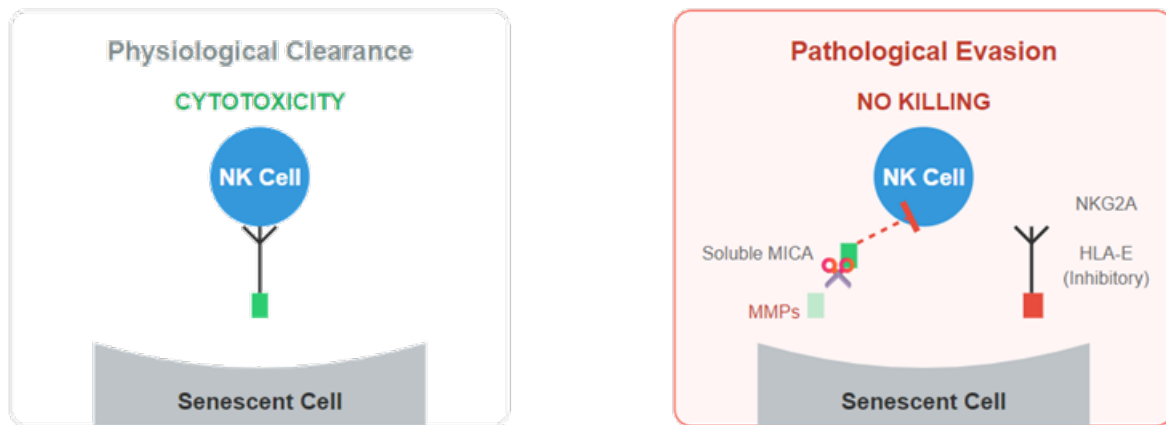 Physiological Clearance
CYTOTOXICITY
NK Cell
Senescent Cell
Pathological Evasion
NO KILLING
NK Cell
NKG2A
Soluble MICA
HLA-E
(Inhibitory)
MMPs
Senescent Cell